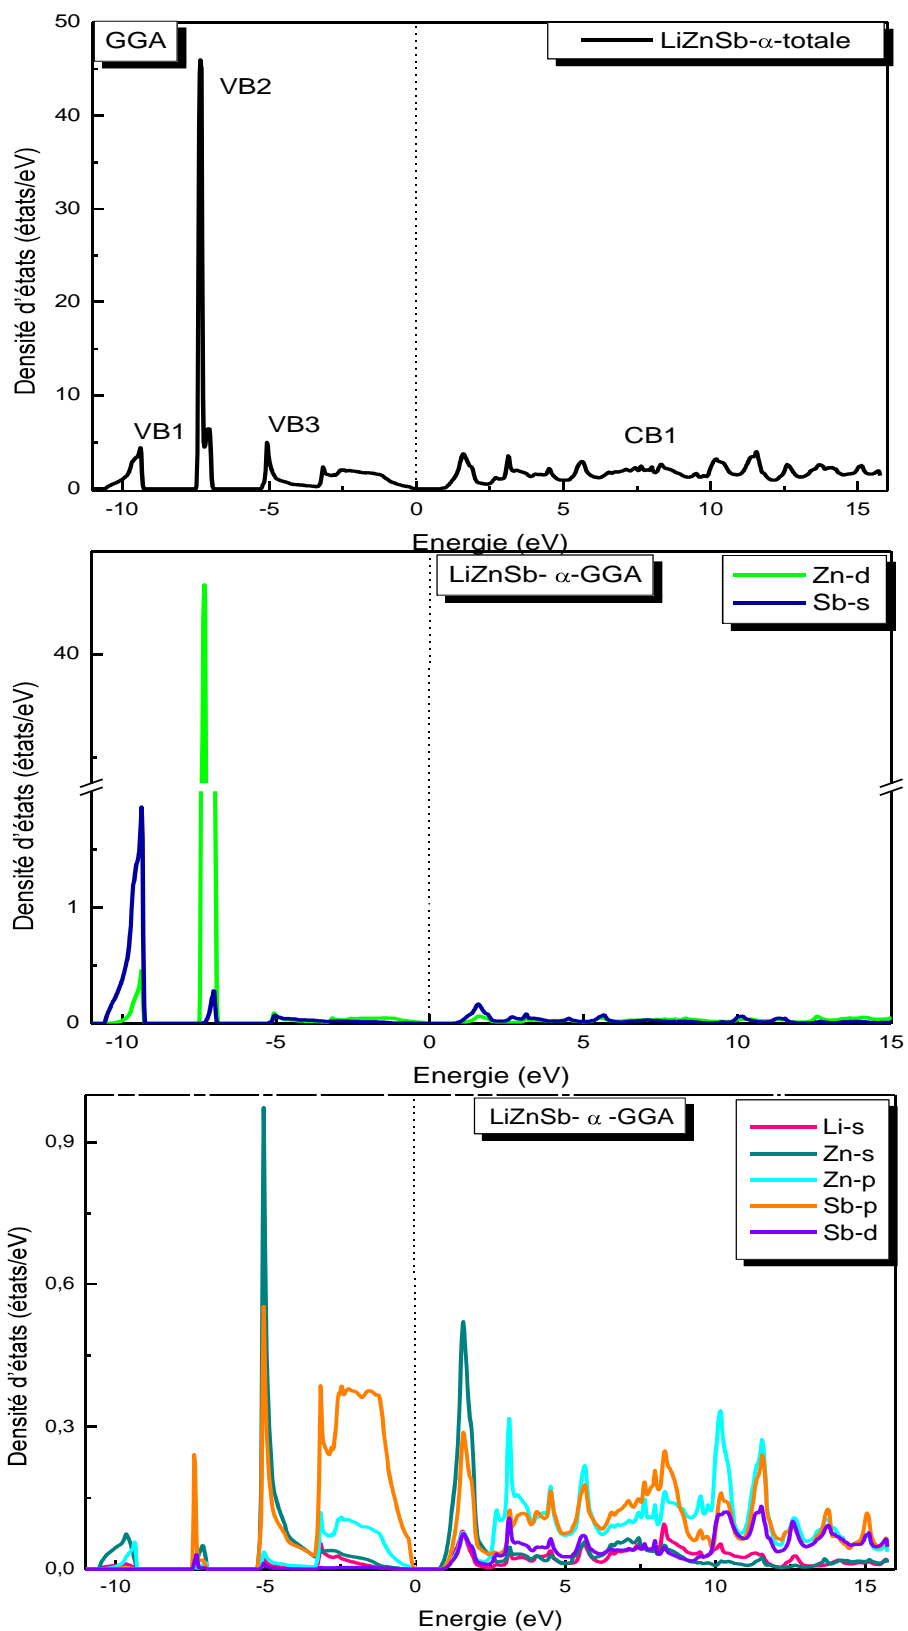 50
GGA
LiZnSb-α-totale
VB2
40
30
20
10
VB1
VB3
CB1
0
-10
-5
0
5
10
15
Energie (eV)
Densité d'états (états/eV)
LiZnSb- α-GGA
Zn-d
Sb-s
40
1
0
-10
-5
0
5
10
15
Energie (eV)
Densité d'états (états/eV)
LiZnSb- α -GGA
Li-s
Zn-s
Zn-p
Sb-p
Sb-d
0,9
0,6
0,3
0,0
-10
-5
0
5
10
15
Energie (eV)
Densité d'états (états/eV)